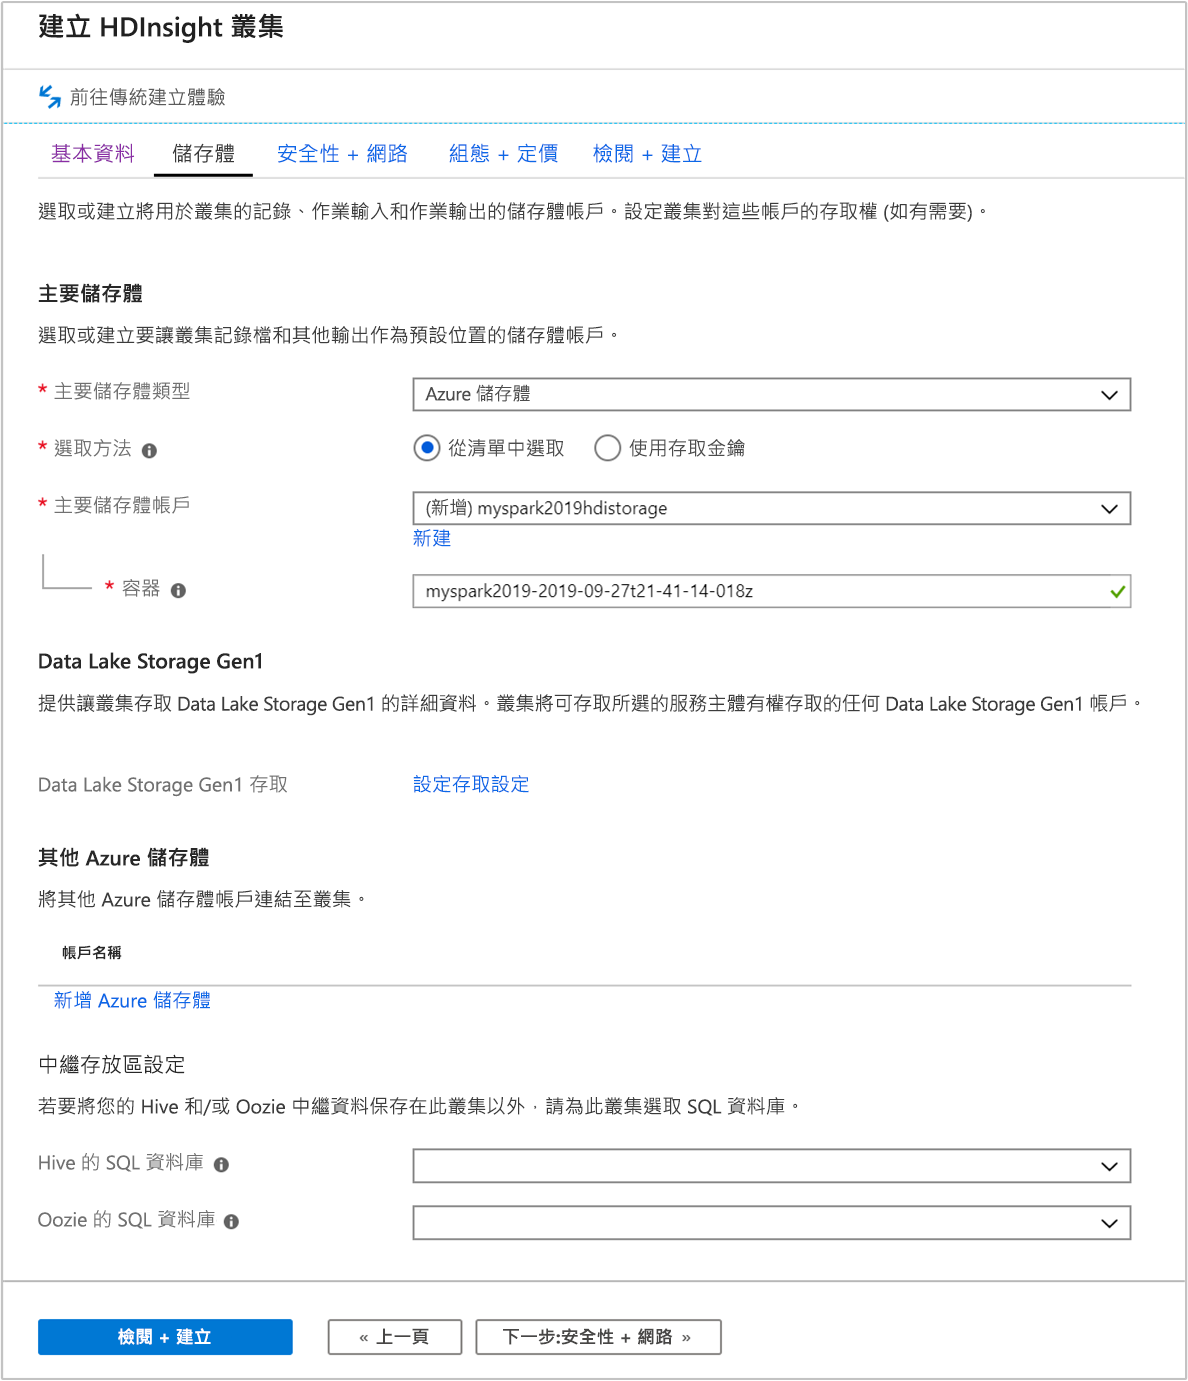 建立 HDInsight 叢集
前往傳統建立體驗
基本資料 儲存體 安全性 + 網路 組態 + 定價 檢閱 + 建立
選取或建立將用於叢集的記錄、作業輸入和作業輸出的儲存體帳戶。設定叢集對這些帳戶的存取權 (如有需要)。
主要儲存體
選取或建立要讓叢集記錄檔和其他輸出作為預設位置的儲存體帳戶。
* 主要儲存體類型 Azure 儲存體
* 選取方法 從清單中選取 使用存取金鑰
* 主要儲存體帳戶 (新增) myspark2019hdistorage
新建
* 容器 myspark2019-2019-09-27t21-41-14-018z
Data Lake Storage Gen1
提供讓叢集存取 Data Lake Storage Gen1 的詳細資料。叢集將可存取所選的服務主體有權存取的任何 Data Lake Storage Gen1 帳戶。
Data Lake Storage Gen1 存取 設定存取設定
其他 Azure 儲存體
將其他 Azure 儲存體帳戶連結至叢集。
帳戶名稱
新增 Azure 儲存體
中繼存放區設定
若要將您的 Hive 和/或 Oozie 中繼資料保存在此叢集以外，請為此叢集選取 SQL 資料庫。
Hive 的 SQL 資料庫
Oozie 的 SQL 資料庫
檢閱 + 建立 « 上一頁 下一步:安全性 + 網路 »